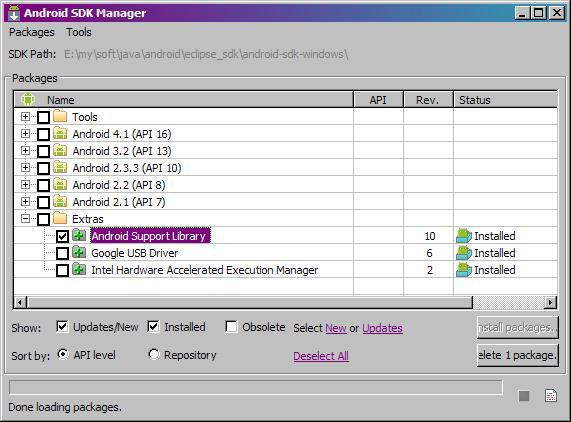 Android SDK Manager
Packages Tools
SDK Path: E:\my\soft\java\android\eclipse_sdk\android-sdk-windows\
Packages
Name API Rev. Status
Tools
Android 4.1 (API 16)
Android 3.2 (API 13)
Android 2.3.3 (API 10)
Android 2.2 (API 8)
Android 2.1 (API 7)
Extras
Android Support Library 10 Installed
Google USB Driver 6 Installed
Intel Hardware Accelerated Execution Manager 2 Installed
Show: Updates/New Installed Obsolete Select New or Updates nstall packages..
Sort by: API level Repository Deselect All elete 1 package.
Done loading packages.